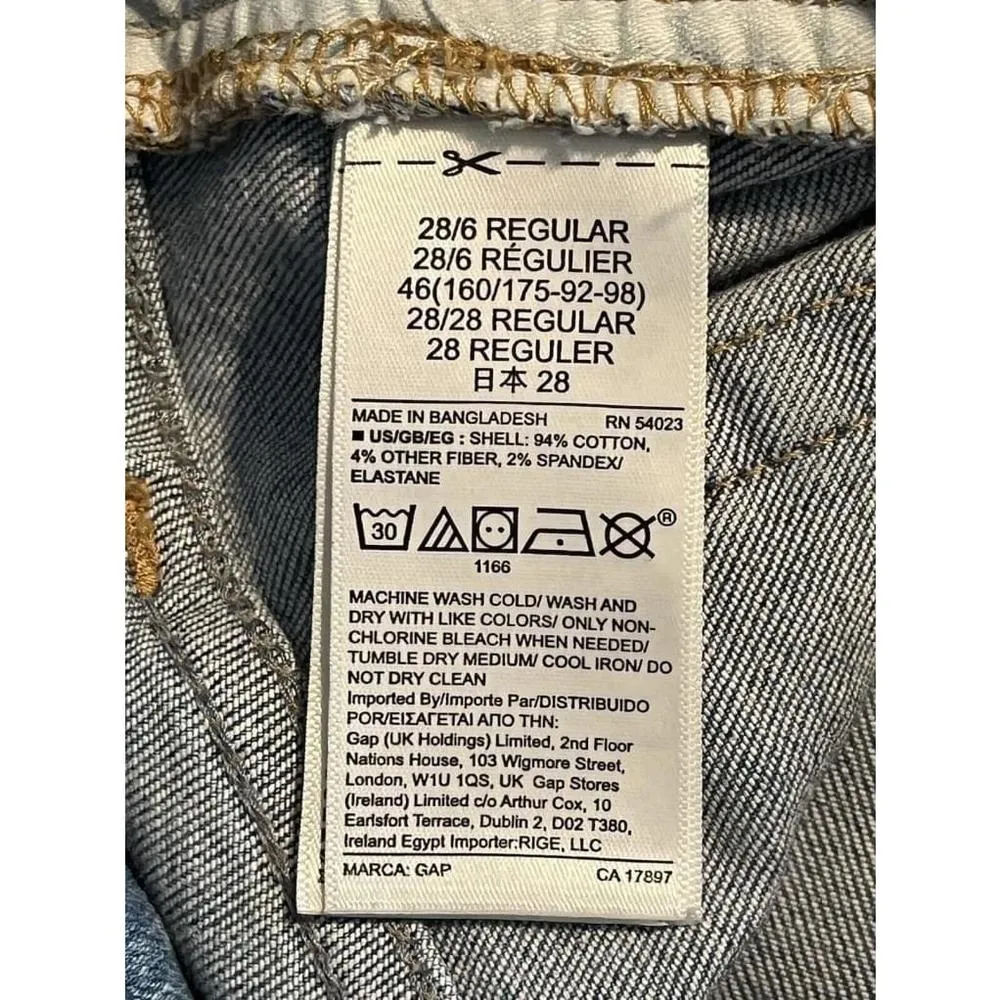 28/6 REGULAR
28/6 RÉGULIER
46(160/175-92-98)
28/28 REGULAR
28 REGULER
日本 28
MADE IN BANGLADESH RN 54023
■ US/GB/EG : SHELL: 94% COTTON,
4% OTHER FIBER, 2% SPANDEX/
ELASTANE
30 ®
1166
MACHINE WASH COLD/ WASH AND
DRY WITH LIKE COLORS/ ONLY NON-
CHLORINE BLEACH WHEN NEEDED/
TUMBLE DRY MEDIUM/ COOL IRON/ DO
NOT DRY CLEAN
Imported By/Importe Par/DISTRIBUIDO
POR/ΕΙΣΑΓΕΤΑΙ ΑΠΟ ΤΗΝ:
Gap (UK Holdings) Limited, 2nd Floor
Nations House, 103 Wigmore Street,
London, W1U 1QS, UK Gap Stores
(Ireland) Limited c/o Arthur Cox, 10
Earlsfort Terrace, Dublin 2, D02 T380,
Ireland Egypt Importer:RIGE, LLC
MARCA: GAP CA 17897